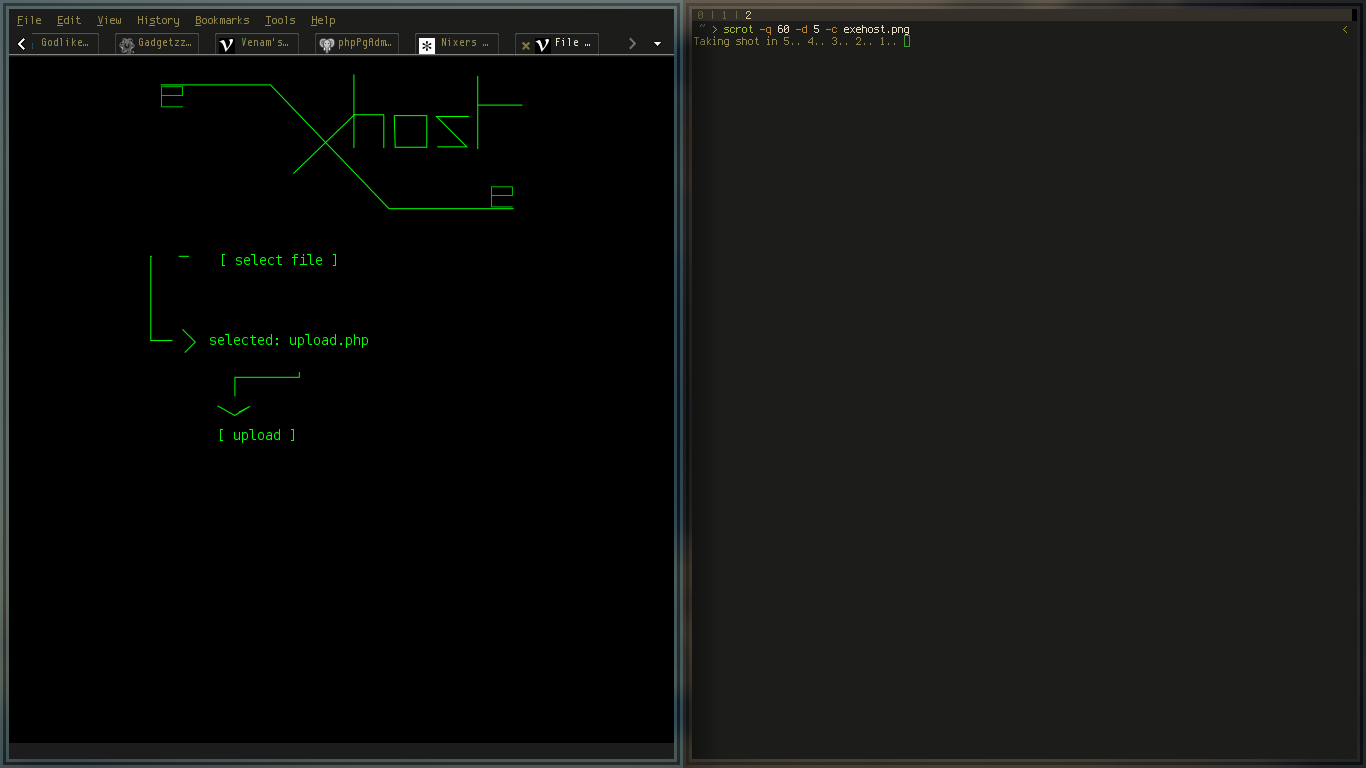 File Edit View History Bookmarks Tools Help
Godlike… Gadgetzz… Venam's… phpPgAdm… Nixers … × File …
e x host e
[ select file ]
selected: upload.php
[ upload ]
0 | 1 | 2
~ > scrot -q 60 -d 5 -c exehost.png <
Taking shot in 5.. 4.. 3.. 2.. 1..